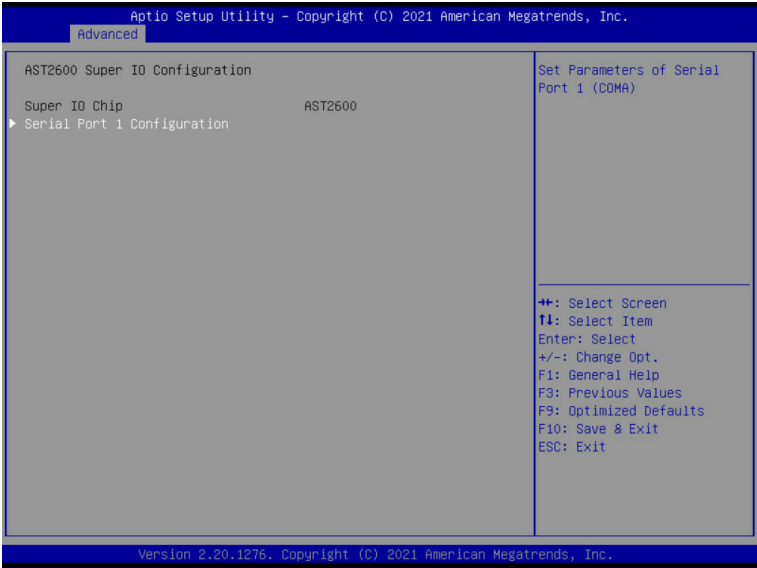 Aptio Setup Utility – Copyright (C) 2021 American Megatrends, Inc.
Advanced
AST2600 Super IO Configuration
Super IO Chip AST2600
Serial Port 1 Configuration
Set Parameters of Serial
Port 1 (COMA)
→←: Select Screen
↑↓: Select Item
Enter: Select
+/-: Change Opt.
F1: General Help
F3: Previous Values
F9: Optimized Defaults
F10: Save & Exit
ESC: Exit
Version 2.20.1276. Copyright (C) 2021 American Megatrends, Inc.